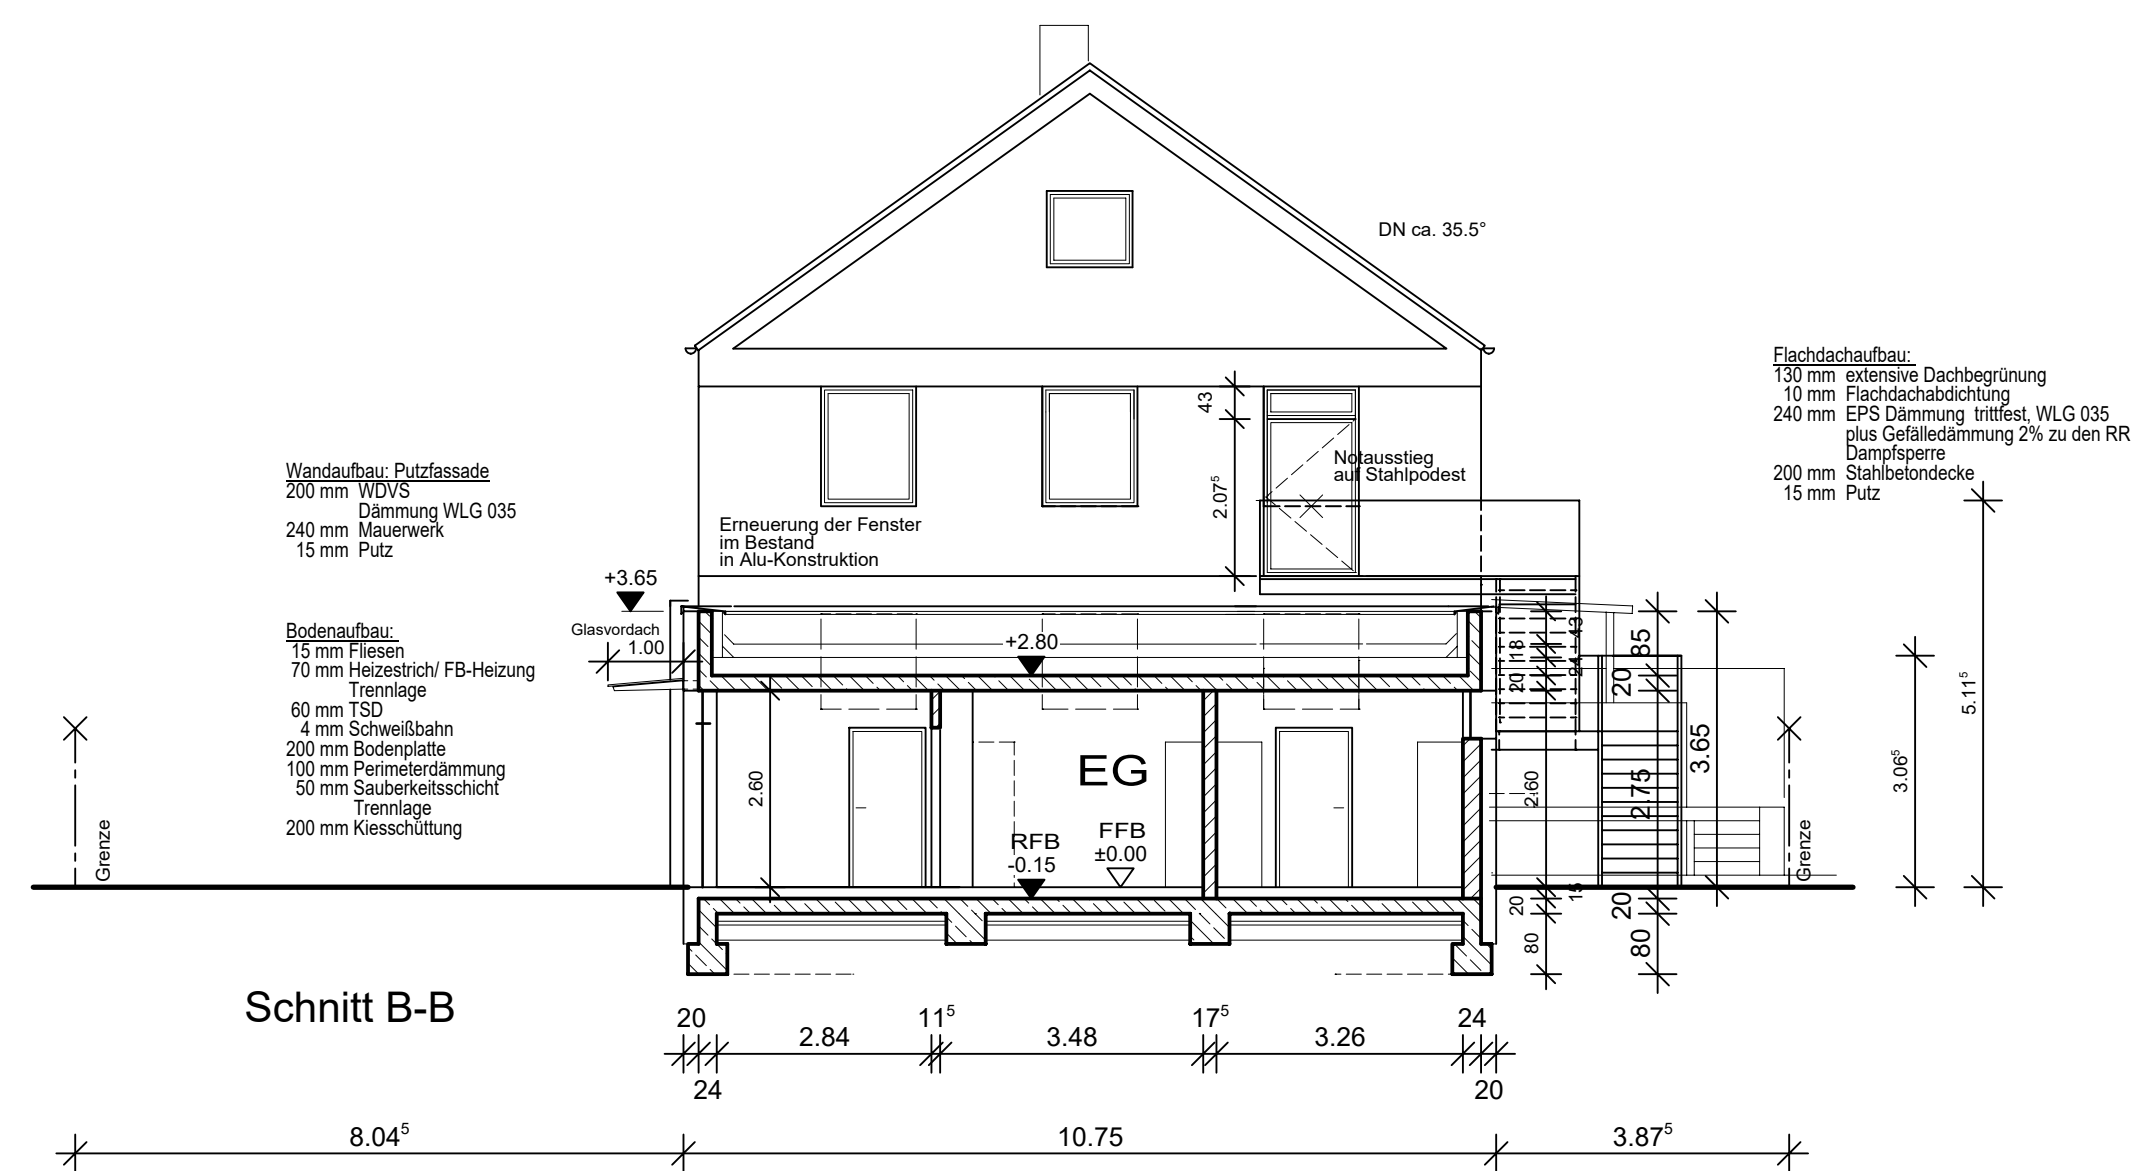 DN ca. 35.5°
Flachdachaufbau:
130 mm extensive Dachbegrünung
10 mm Flachdachabdichtung
240 mm EPS Dämmung trittfest, WLG 035
plus Gefälledämmung 2% zu den RR
Dampfsperre
200 mm Stahlbetondecke
15 mm Putz
Wandaufbau: Putzfassade
200 mm WDVS
Dämmung WLG 035
240 mm Mauerwerk
15 mm Putz
43
2.07⁵
Notausstieg
auf Stahlpodest
Erneuerung der Fenster
im Bestand
in Alu-Konstruktion
+3.65
Glasvordach
1.00
Bodenaufbau:
15 mm Fliesen
70 mm Heizestrich/ FB-Heizung
Trennlage
60 mm TSD
4 mm Schweißbahn
200 mm Bodenplatte
100 mm Perimeterdämmung
50 mm Sauberkeitsschicht
Trennlage
200 mm Kiesschüttung
+2.80
2.60
EG
RFB
-0.15
FFB
±0.00
43
18
24
20
2.60
15
20
80
85
20
2.75
20
80
3.65
3.06⁵
5.11⁵
Grenze
Grenze
Schnitt B-B
20
11⁵
17⁵
24
2.84
3.48
3.26
24
20
8.04⁵
10.75
3.87⁵